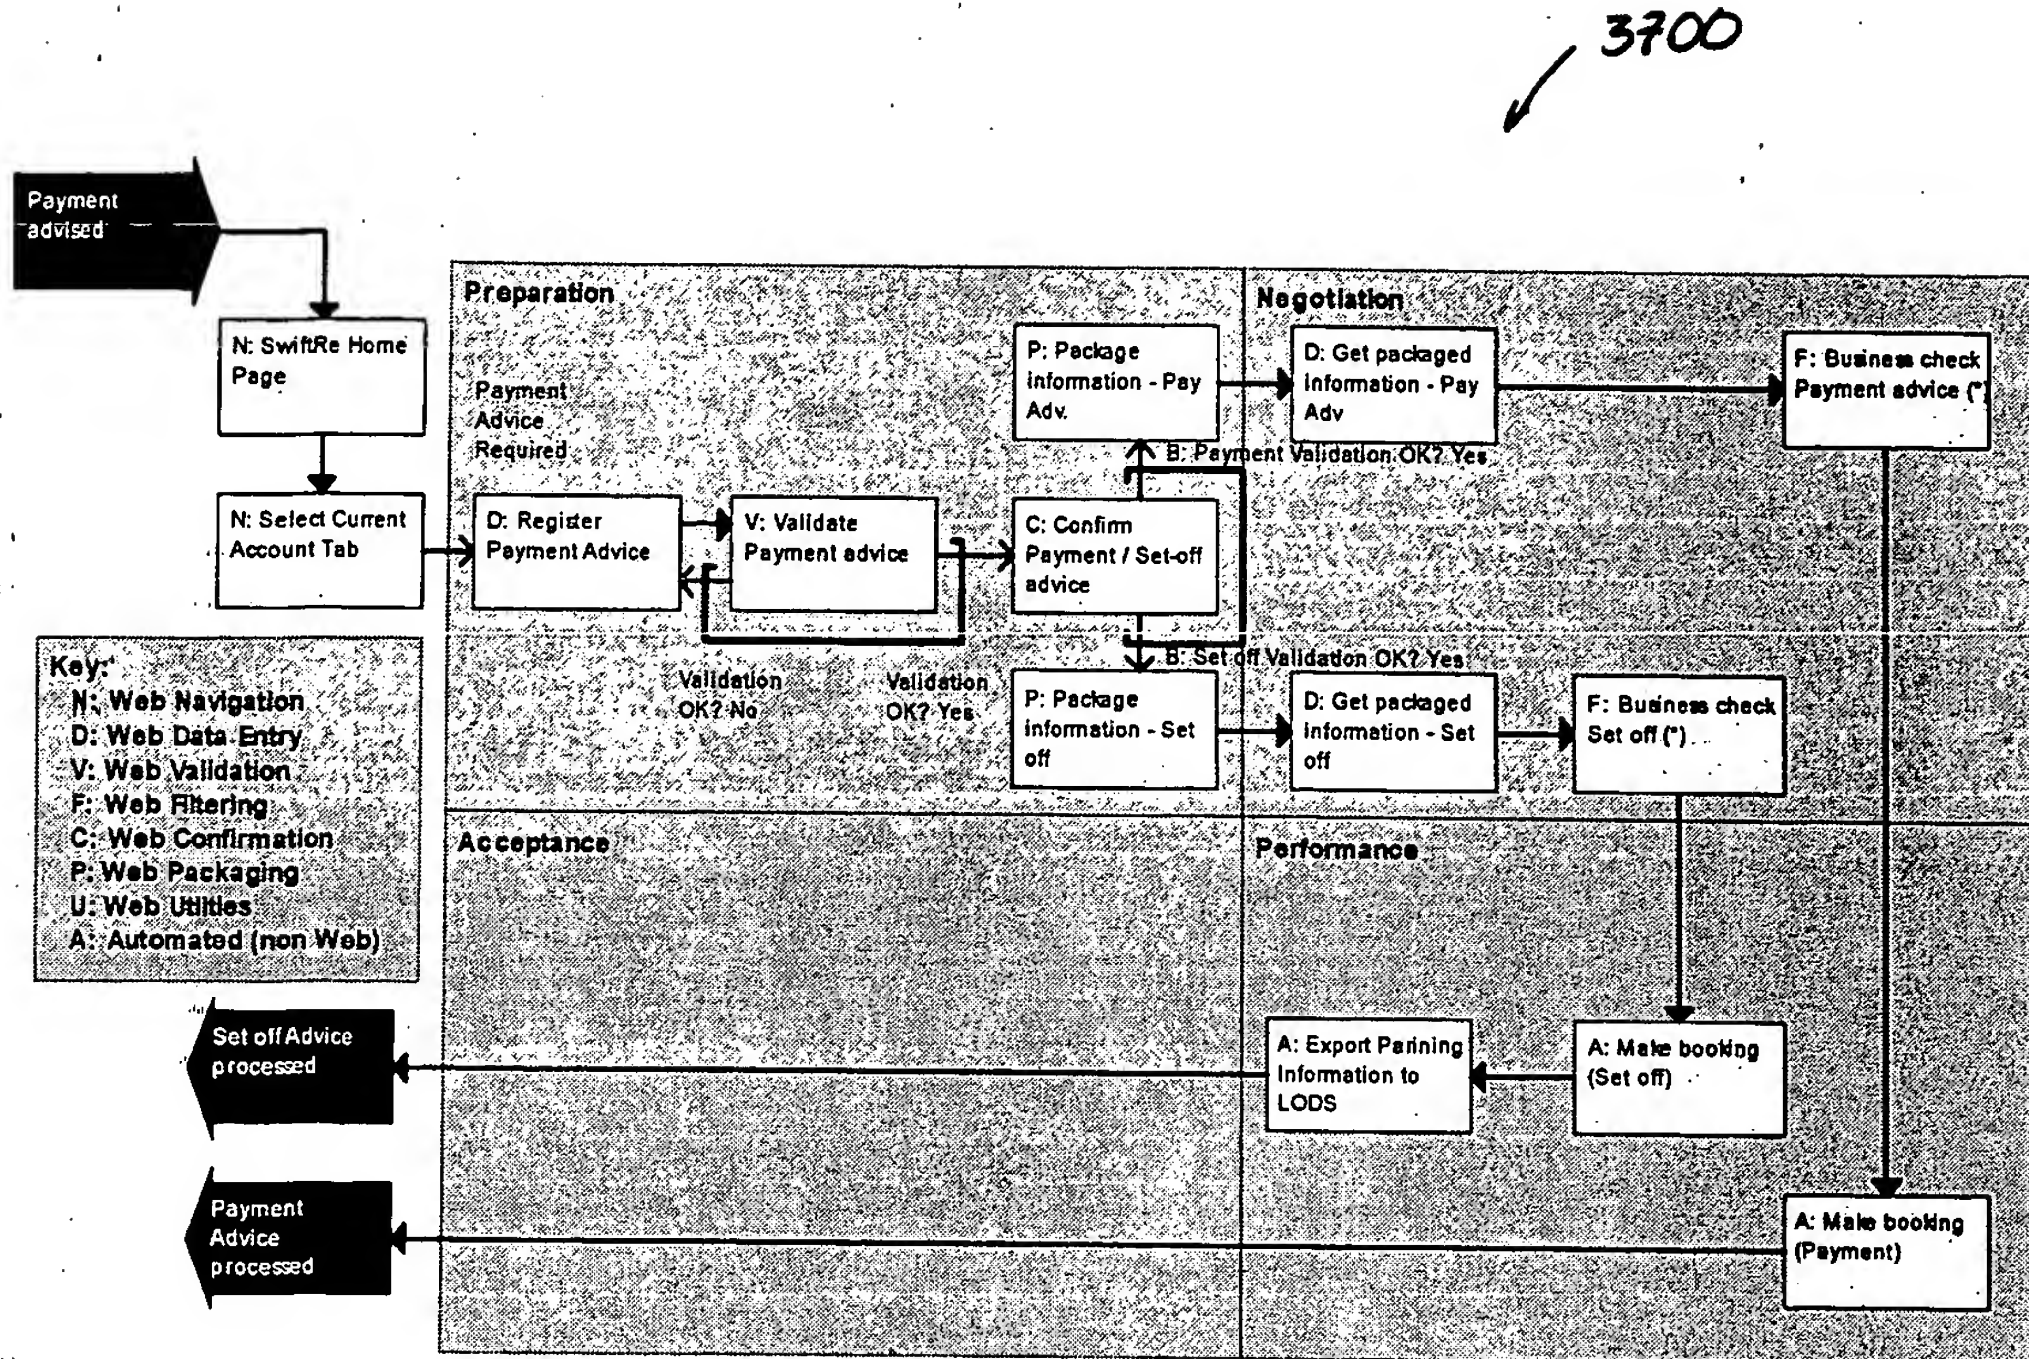 3700
Payment
advised
N: SwiftRe Home
Page
N: Select Current
Account Tab
Preparation
Payment
Advice
Required
D: Register
Payment Advice
V: Validate
Payment advice
Validation
OK? No
Validation
OK? Yes
P: Package
Information - Pay
Adv.
B: Payment Validation OK? Yes
C: Confirm
Payment / Set-off
advice
B: Set off Validation OK? Yes
P: Package
information - Set
off
Negotiation
D: Get packaged
Information - Pay
Adv
F: Business check
Payment advice (*)
D: Get packaged
Information - Set
off
F: Business check
Set off (*)
Key:
N: Web Navigation
D: Web Data Entry
V: Web Validation
F: Web Filtering
C: Web Confirmation
P: Web Packaging
U: Web Utilities
A: Automated (non Web)
Acceptance
Performance
Set off Advice
processed
A: Export Parining
Information to
LODS
A: Make booking
(Set off)
Payment
Advice
processed
A: Make booking
(Payment)